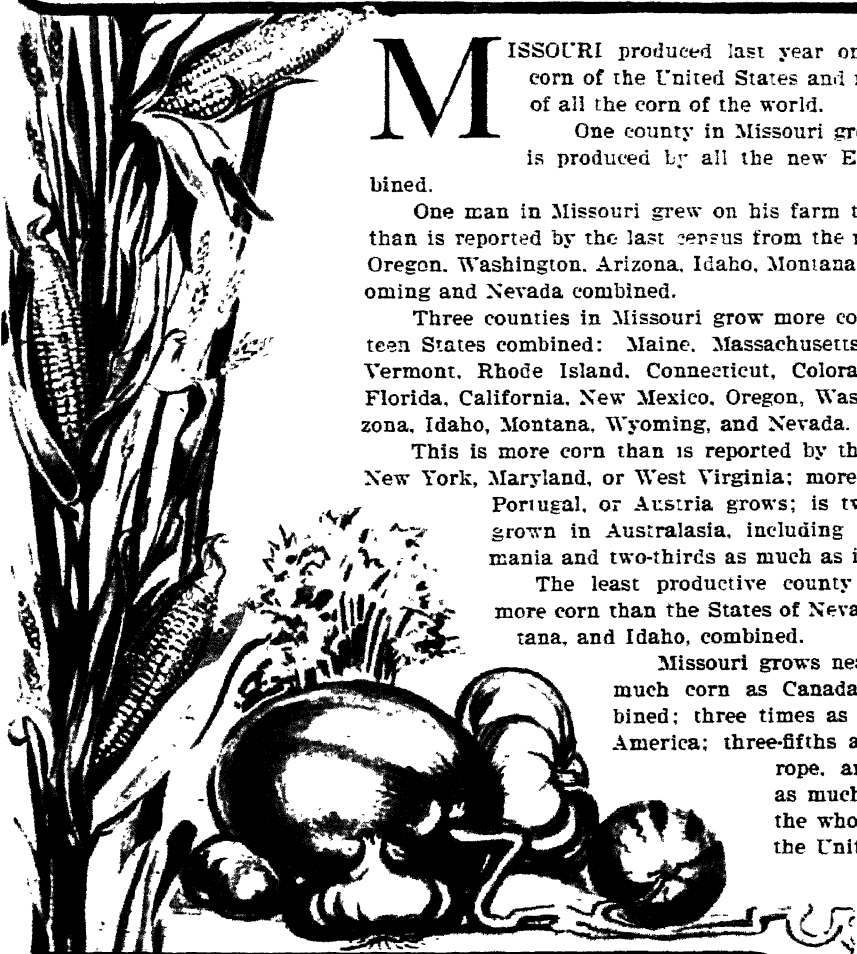 MISSOURI produced last year or
corn of the United States and
of all the corn of the world.
One county in Missouri gr
is produced by all the new E
bined.
One man in Missouri grew on his farm t
than is reported by the last census from the
Oregon, Washington, Arizona, Idaho, Montana
oming and Nevada combined.
Three counties in Missouri grow more co
teen States combined: Maine, Massachusetts
Vermont, Rhode Island, Connecticut, Colora
Florida, California, New Mexico, Oregon, Was
zona, Idaho, Montana, Wyoming, and Nevada.
This is more corn than is reported by th
New York, Maryland, or West Virginia; more
Portugal, or Austria grows; is tw
grown in Australasia, including
mania and two-thirds as much as i
The least productive county
more corn than the States of Neva
tana, and Idaho, combined.
Missouri grows nea
much corn as Canada
bined; three times as
America; three-fifths a
rope, an
as much
the who
the Unit